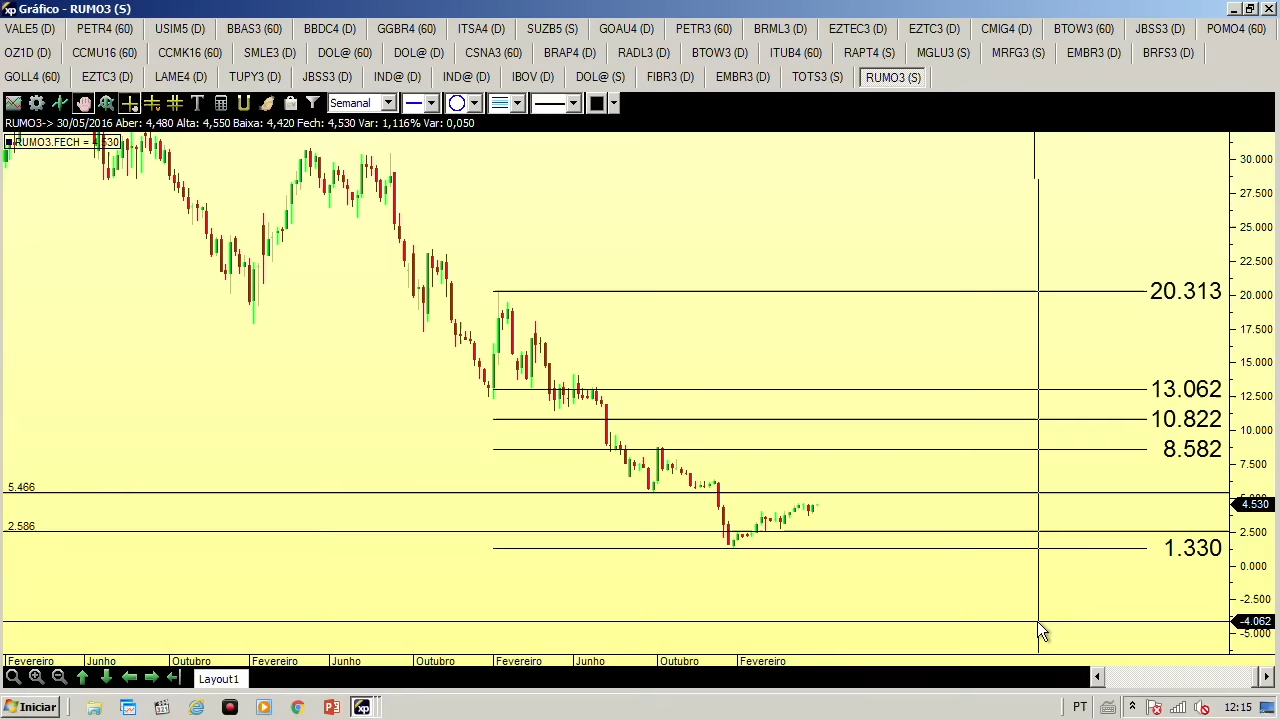 xp Gráfico - RUMO3 (S)
VALE5 (D) PETR4 (60) USIM5 (D) BBAS3 (60) BBDC4 (D) GGBR4 (60) ITSA4 (D) SUZB5 (S) GOAU4 (D) PETR3 (60) BRML3 (D) EZTEC3 (D) EZTC3 (D) CMIG4 (D) BTOW3 (60) JBSS3 (D) POMO4 (60)
OZ1D (D) CCMU16 (60) CCMK16 (60) SMLE3 (D) DOL@ (60) DOL@ (D) CSNA3 (60) BRAP4 (D) RADL3 (D) BTOW3 (D) ITUB4 (60) RAPT4 (S) MGLU3 (S) MRFG3 (S) EMBR3 (D) BRFS3 (D)
GOLL4 (60) EZTC3 (D) LAME4 (D) TUPY3 (D) JBSS3 (D) IND@ (D) IND@ (D) IBOV (D) DOL@ (S) FIBR3 (D) EMBR3 (D) TOTS3 (S) RUMO3 (S)
Semanal
RUMO3-> 30/05/2016 Aber: 4,480 Alta: 4,550 Baixa: 4,420 Fech: 4,530 Var: 1,116% Var: 0,050
RUMO3.FECH = 4.530
30.000
27.500
25.000
22.500
20.313 20.000
17.500
15.000
13.062
12.500
10.822
10.000
8.582
7.500
5.466
4.530
2.586 2.500
1.330
0.000
-2.500
-4.062
-5.000
Fevereiro Junho Outubro Fevereiro Junho Outubro Fevereiro Junho Outubro Fevereiro
Layout1
Iniciar 321 xp PT 12:15